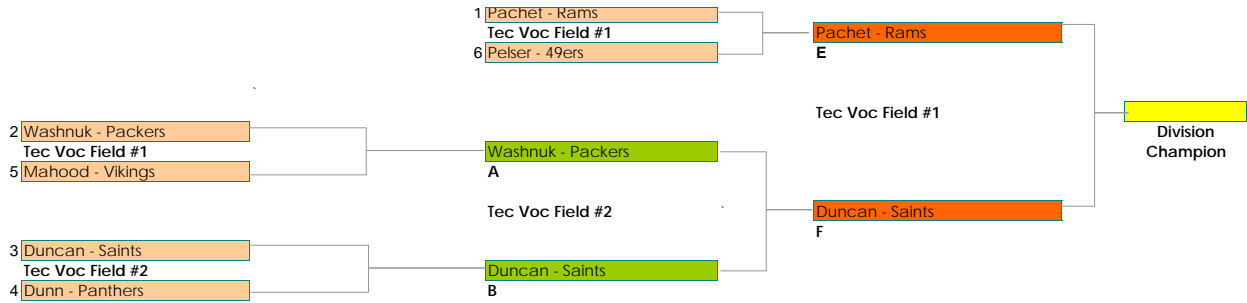 1 Pachet - Rams
Tec Voc Field #1
6 Pelser - 49ers
Pachet - Rams
E
Tec Voc Field #1
Division
Champion
2 Washnuk - Packers
Tec Voc Field #1
5 Mahood - Vikings
Washnuk - Packers
A
Tec Voc Field #2
Duncan - Saints
F
3 Duncan - Saints
Tec Voc Field #2
4 Dunn - Panthers
Duncan - Saints
B